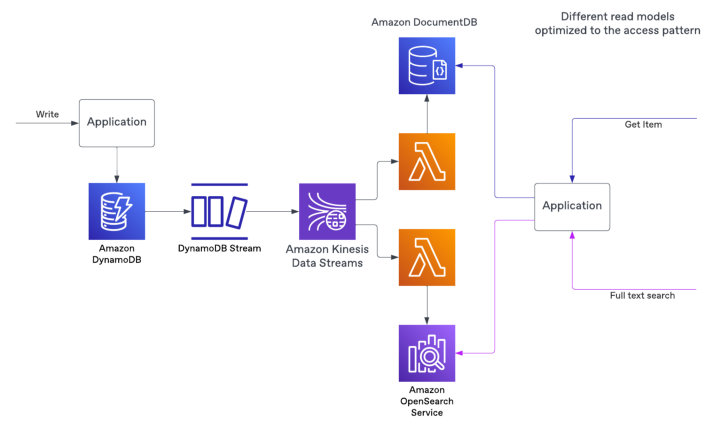 Amazon DocumentDB
Different read models
optimized to the access pattern
Write
Application
Get Item
{}
Application
Amazon
DynamoDB
DynamoDB Stream
Amazon Kinesis
Data Streams
Full text search
Amazon
OpenSearch
Service